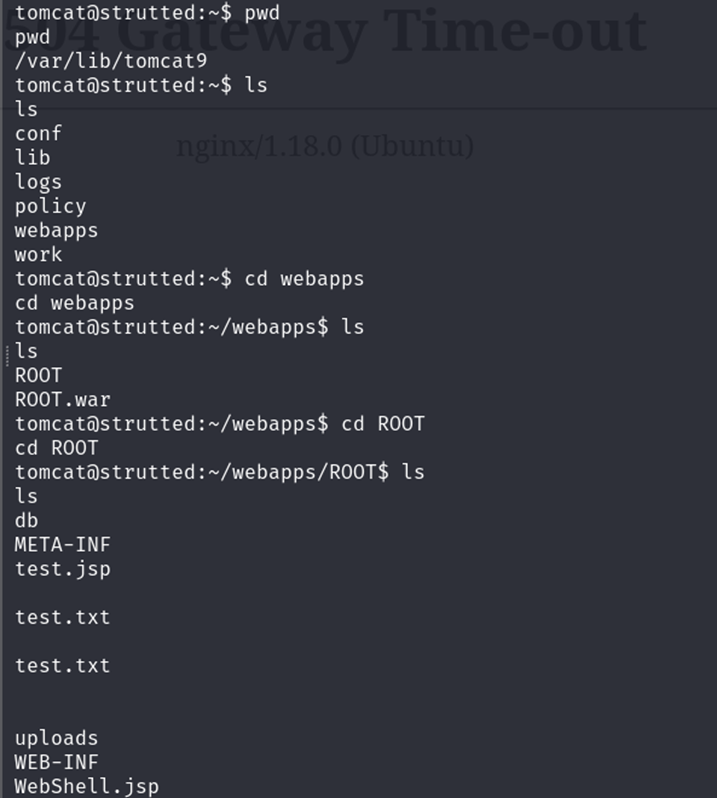 504 Gateway Time-out
nginx/1.18.0 (Ubuntu)
tomcat@strutted:~$ pwd
pwd
/var/lib/tomcat9
tomcat@strutted:~$ ls
ls
conf
lib
logs
policy
webapps
work
tomcat@strutted:~$ cd webapps
cd webapps
tomcat@strutted:~/webapps$ ls
ls
ROOT
ROOT.war
tomcat@strutted:~/webapps$ cd ROOT
cd ROOT
tomcat@strutted:~/webapps/ROOT$ ls
ls
db
META-INF
test.jsp
test.txt
test.txt
uploads
WEB-INF
WebShell.jsp